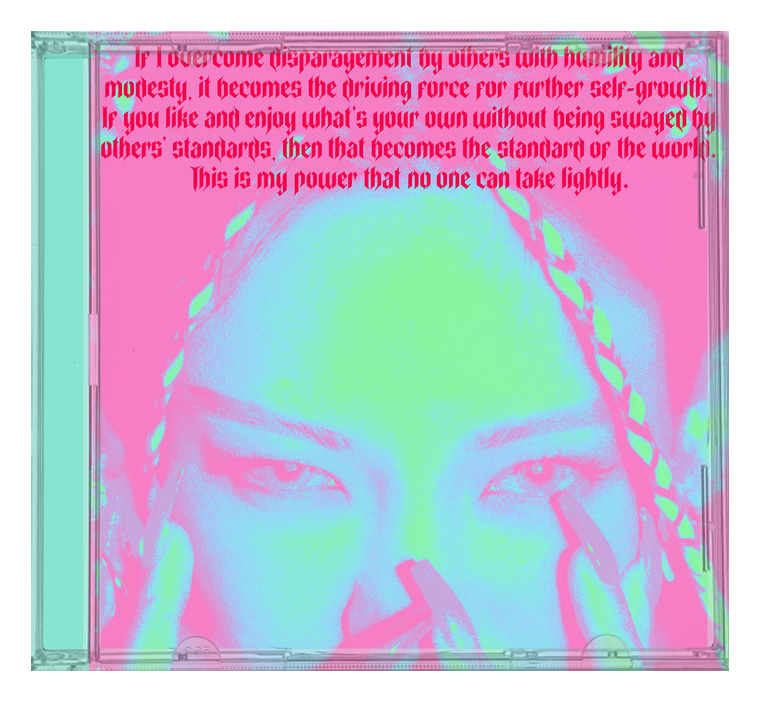 If I overcome disparagement by others with humility and
modesty, it becomes the driving force for further self-growth.
If you like and enjoy what's your own without being swayed by
others' standards, then that becomes the standard of the world.
This is my power that no one can take lightly.